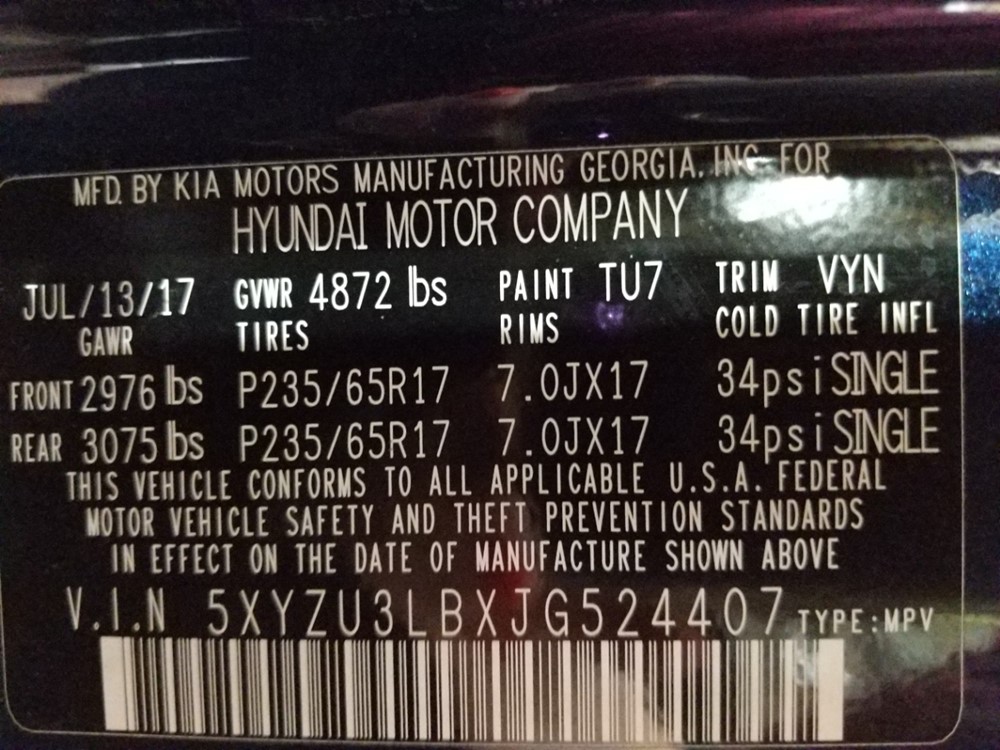 MFD. BY KIA MOTORS MANUFACTURING GEORGIA, INC. FOR
HYUNDAI MOTOR COMPANY
JUL/13/17 GVWR 4872 lbs PAINT TU7 TRIM VYN
GAWR TIRES RIMS COLD TIRE INFL
FRONT 2976 lbs P235/65R17 7.0JX17 34psi SINGLE
REAR 3075 lbs P235/65R17 7.0JX17 34psi SINGLE
THIS VEHICLE CONFORMS TO ALL APPLICABLE U.S.A. FEDERAL
MOTOR VEHICLE SAFETY AND THEFT PREVENTION STANDARDS
IN EFFECT ON THE DATE OF MANUFACTURE SHOWN ABOVE
V.I.N 5XYZU3LBXJG524407 TYPE:MPV